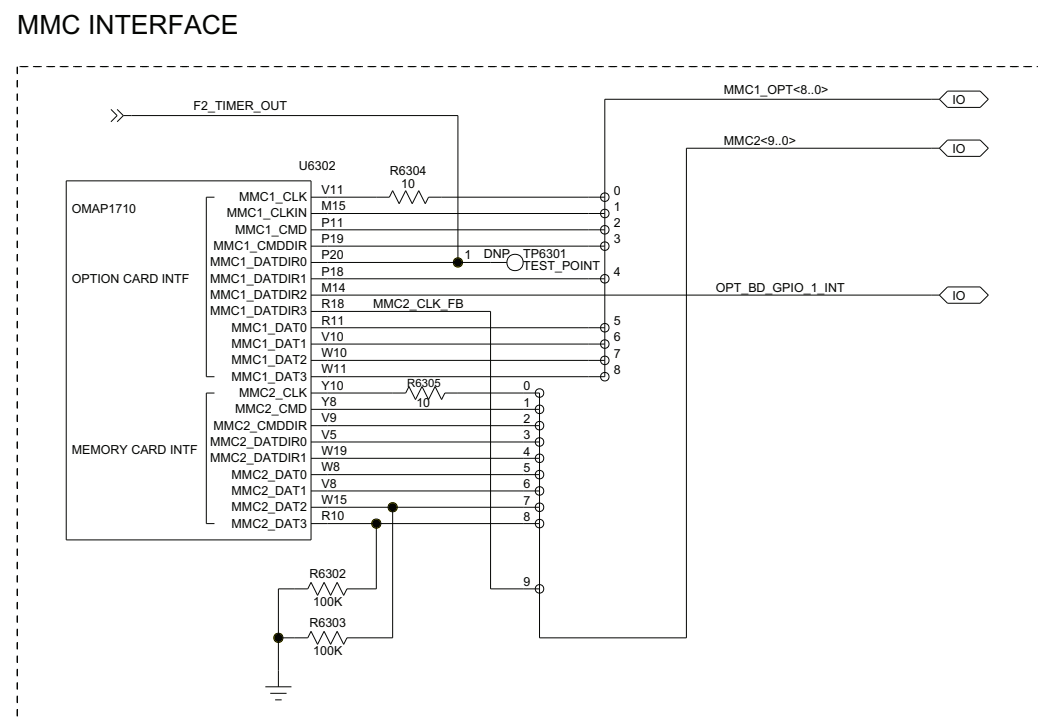 MMC INTERFACE
MMC1_OPT<8..0>
IO
F2_TIMER_OUT
MMC2<9..0>
IO
U6302
R6304
10
OMAP1710
OPTION CARD INTF
MEMORY CARD INTF
MMC1_CLK V11 0
MMC1_CLKIN M15 1
MMC1_CMD P11 2
MMC1_CMDDIR P19 3
MMC1_DATDIR0 P20 1 DNP TP6301
TEST_POINT
MMC1_DATDIR1 P18 4
MMC1_DATDIR2 M14 OPT_BD_GPIO_1_INT IO
MMC1_DATDIR3 R18 MMC2_CLK_FB
MMC1_DAT0 R11 5
MMC1_DAT1 V10 6
MMC1_DAT2 W10 7
MMC1_DAT3 W11 8
MMC2_CLK Y10 R6305 0
10
MMC2_CMD Y8 1
MMC2_CMDDIR V9 2
MMC2_DATDIR0 V5 3
MMC2_DATDIR1 W19 4
MMC2_DAT0 W8 5
MMC2_DAT1 V8 6
MMC2_DAT2 W15 7
MMC2_DAT3 R10 8
R6302
100K
9
R6303
100K